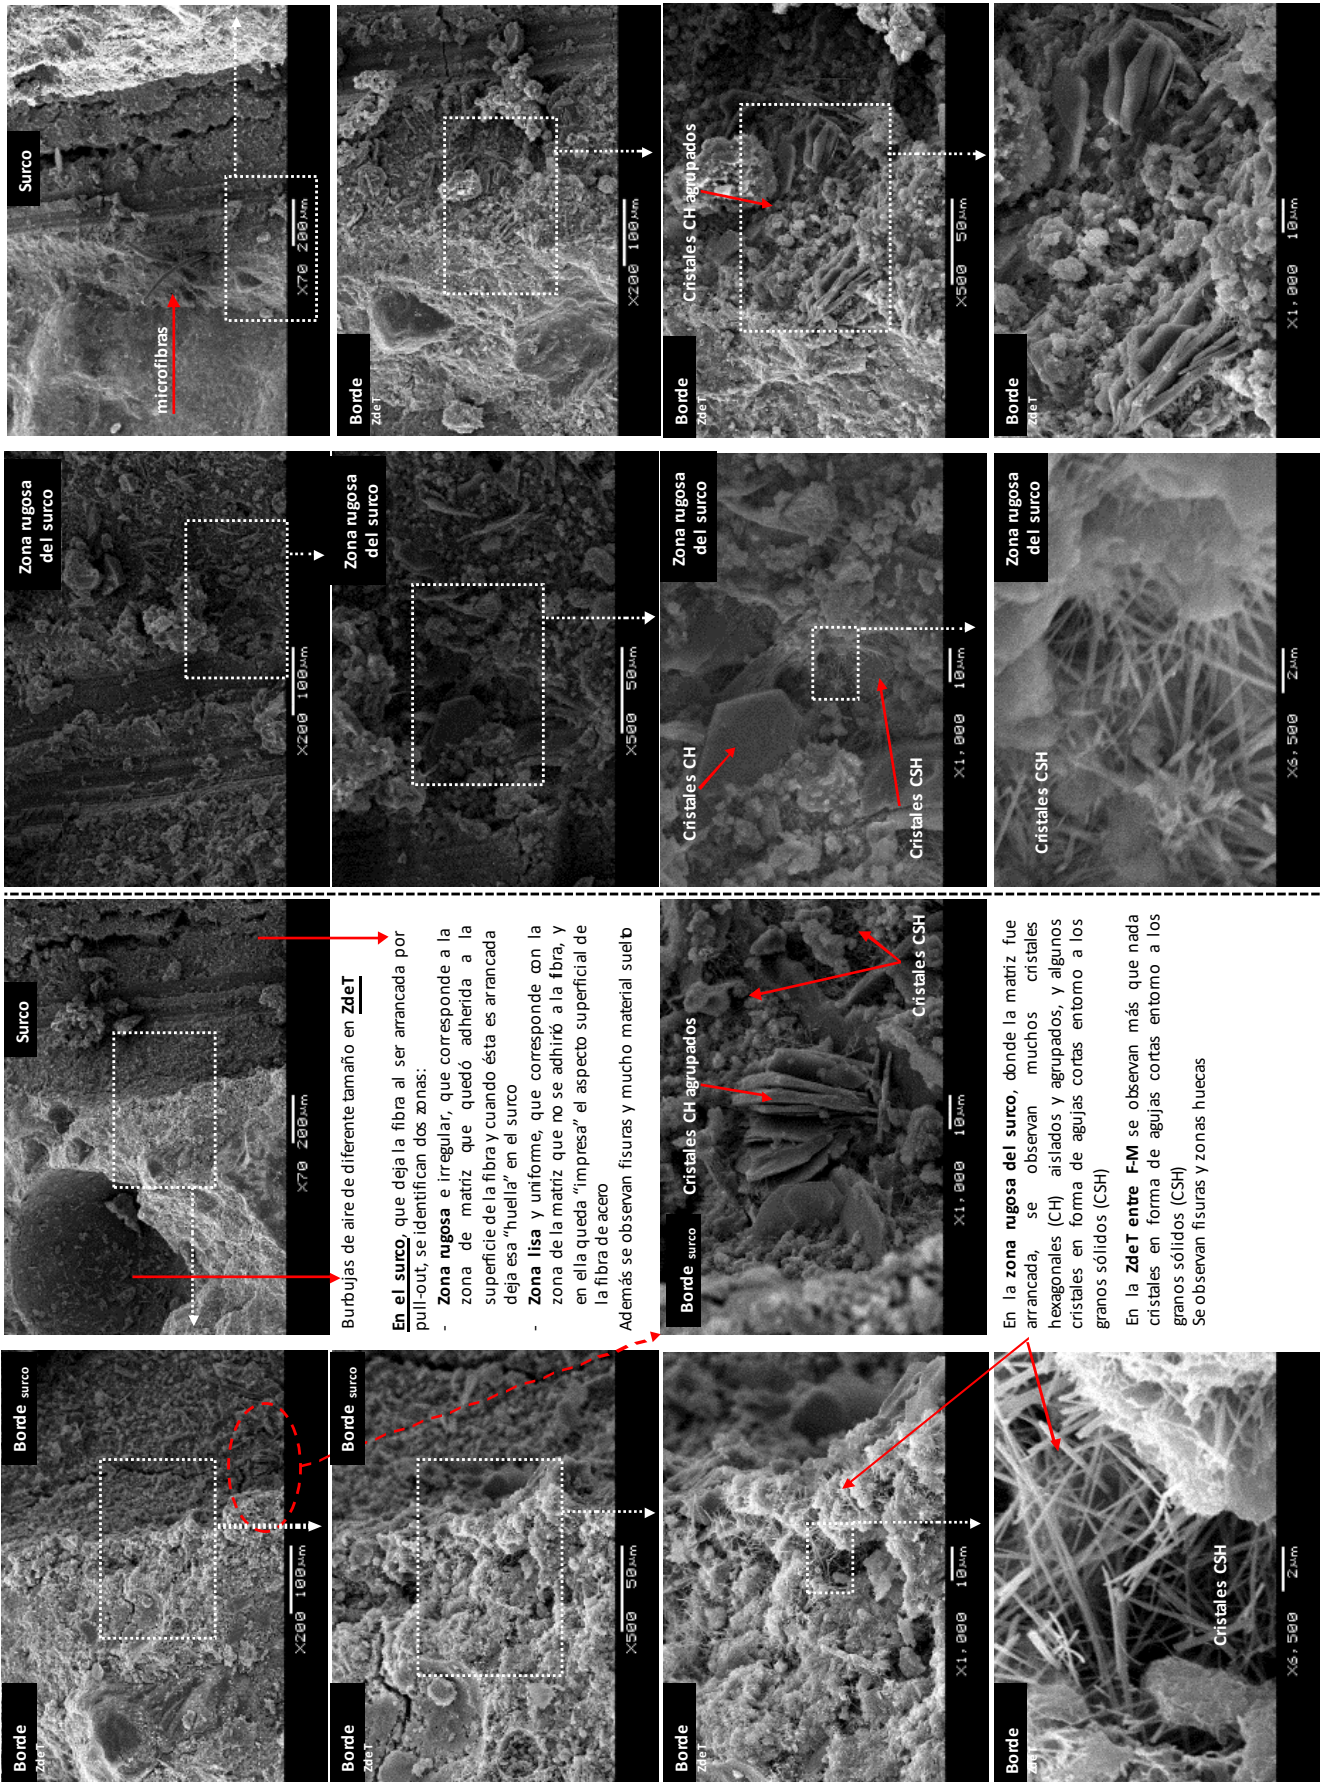 Borde
ZdeT
Borde surco
X200 100µm
Borde
ZdeT
Borde surco
X500 50µm
Borde
ZdeT
X1,000 10µm
Borde
Cristales CSH
X6,500 2µm
Surco
X70 200µm
Burbujas de aire de diferente tamaño en ZdeT
En el surco, que deja la fibra al ser arrancada por
pull-out, se identifican dos zonas:
- Zona rugosa e irregular, que corresponde a la
zona de matriz que quedó adherida a la
superficie de la fibra y cuando ésta es arrancada
deja esa “huella” en el surco
- Zona lisa y uniforme, que corresponde con la
zona de la matriz que no se adhirió a la fibra, y
en ella queda “impresa” el aspecto superficial de
la fibra de acero
Además se observan fisuras y mucho material suelto
Borde surco
Cristales CH agrupados
Cristales CSH
X1,000 10µm
En la zona rugosa del surco, donde la matriz fue
arrancada, se observan muchos cristales
hexagonales (CH) aislados y agrupados, y algunos
cristales en forma de agujas cortas entorno a los
granos sólidos (CSH)
En la ZdeT entre F-M se observan más que nada
cristales en forma de agujas cortas entorno a los
granos sólidos (CSH)
Se observan fisuras y zonas huecas
Zona rugosa
del surco
X200 100µm
Zona rugosa
del surco
X500 50µm
Zona rugosa
del surco
Cristales CH
Cristales CSH
X1,000 10µm
Zona rugosa
del surco
Cristales CSH
X6,500 2µm
Surco
microfibras
X70 200µm
Borde
ZdeT
X200 100µm
Borde
ZdeT
Cristales CH agrupados
X500 50µm
Borde
ZdeT
X1,000 10µm